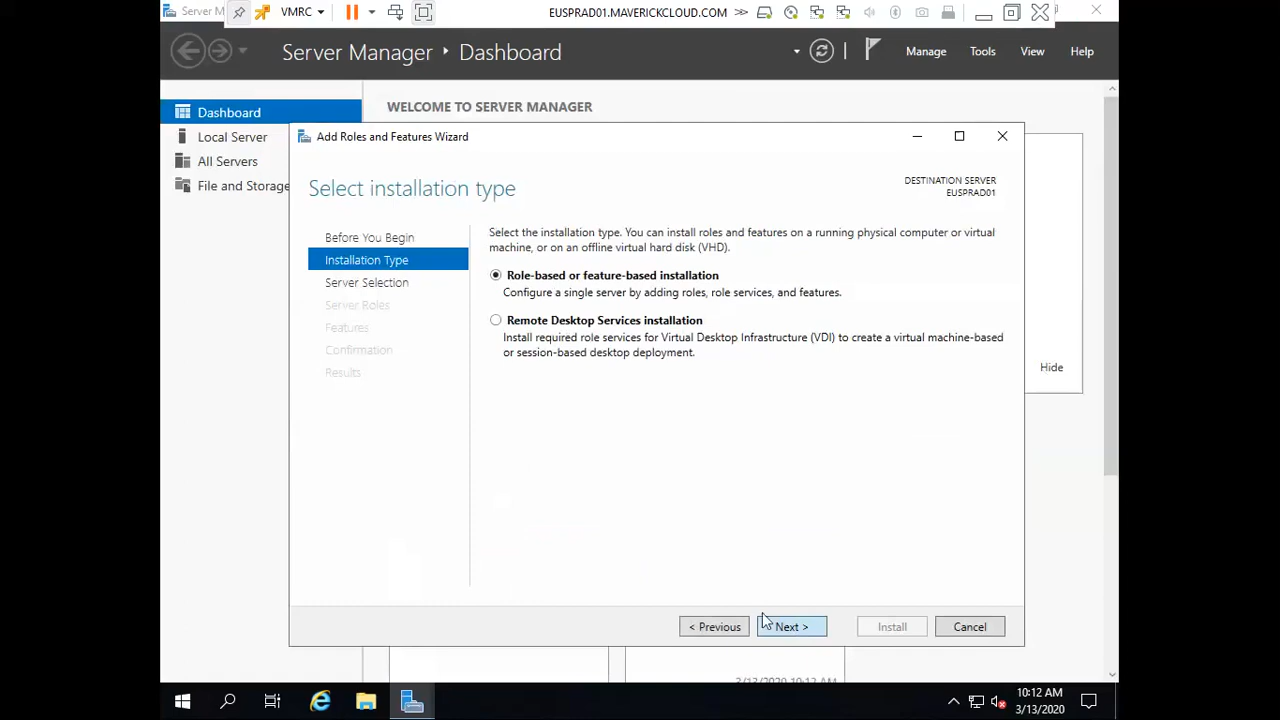 Server M
VMRC
EUSPRAD01.MAVERICKCLOUD.COM
Server Manager
Dashboard
Manage
Tools
View
Help
Dashboard
Local Server
All Servers
File and Storage
WELCOME TO SERVER MANAGER
Add Roles and Features Wizard
Select installation type
DESTINATION SERVER
EUSPRAD01
Before You Begin
Installation Type
Server Selection
Server Roles
Features
Confirmation
Results
Select the installation type. You can install roles and features on a running physical computer or virtual
machine, or on an offline virtual hard disk (VHD).
Role-based or feature-based installation
Configure a single server by adding roles, role services, and features.
Remote Desktop Services installation
Install required role services for Virtual Desktop Infrastructure (VDI) to create a virtual machine-based
or session-based desktop deployment.
Hide
< Previous
Next >
Install
Cancel
3/13/2020 10:12 AM
10:12 AM
3/13/2020